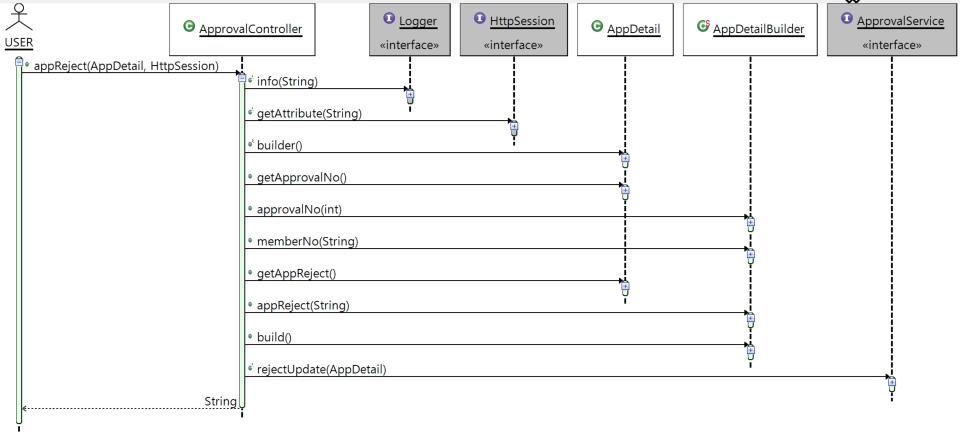 USER
ApprovalController
Logger
«interface»
HttpSession
«interface»
AppDetail
AppDetailBuilder
ApprovalService
«interface»
appReject(AppDetail, HttpSession)
info(String)
getAttribute(String)
builder()
getApprovalNo()
approvalNo(int)
memberNo(String)
getAppReject()
appReject(String)
build()
rejectUpdate(AppDetail)
String